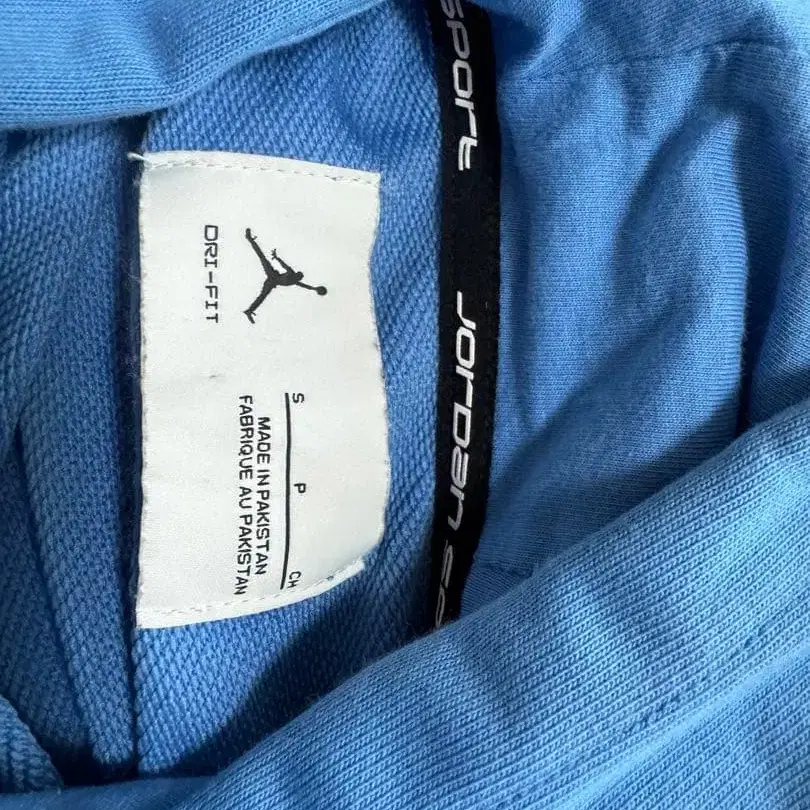 DRI-FIT
S P CH
MADE IN PAKISTAN
FABRIQUE AU PAKISTAN
SPORT
JORDAN